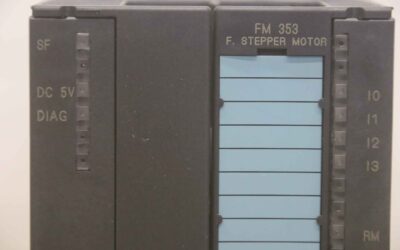 SF
DC 5V
DIAG
FM 353
F. STEPPER MOTOR
I0
I1
I2
I3
RM